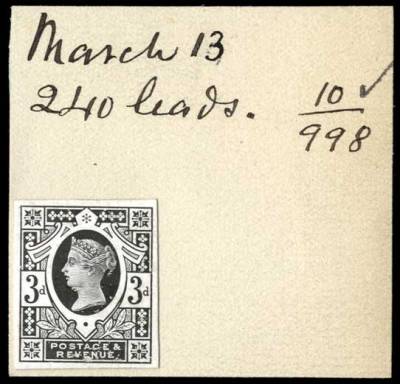 March 13
240 leads. 10
998
3d 3d
POSTAGE &
REVENUE.